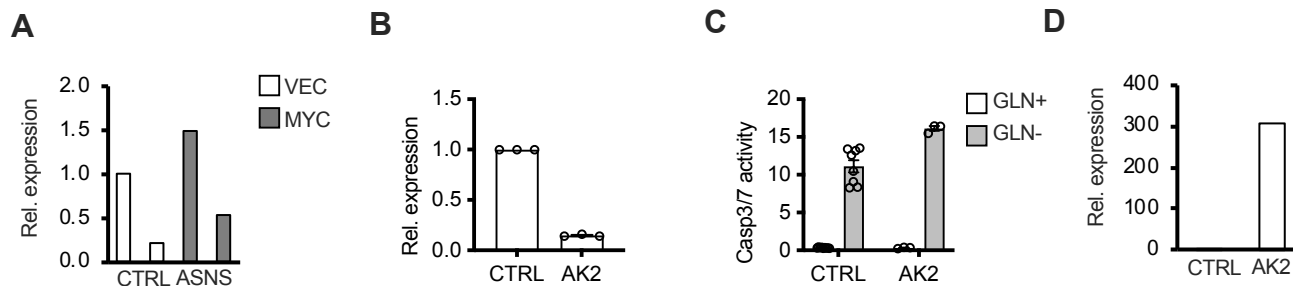 A
Rel. expression
2.0
1.5
1.0
0.5
0.0
CTRL ASNS
VEC
MYC
B
Rel. expression
1.5
1.0
0.5
0.0
CTRL AK2
C
Casp3/7 activity
20
15
10
5
0
CTRL AK2
GLN+
GLN-
D
Rel. expression
400
300
200
100
0
CTRL AK2